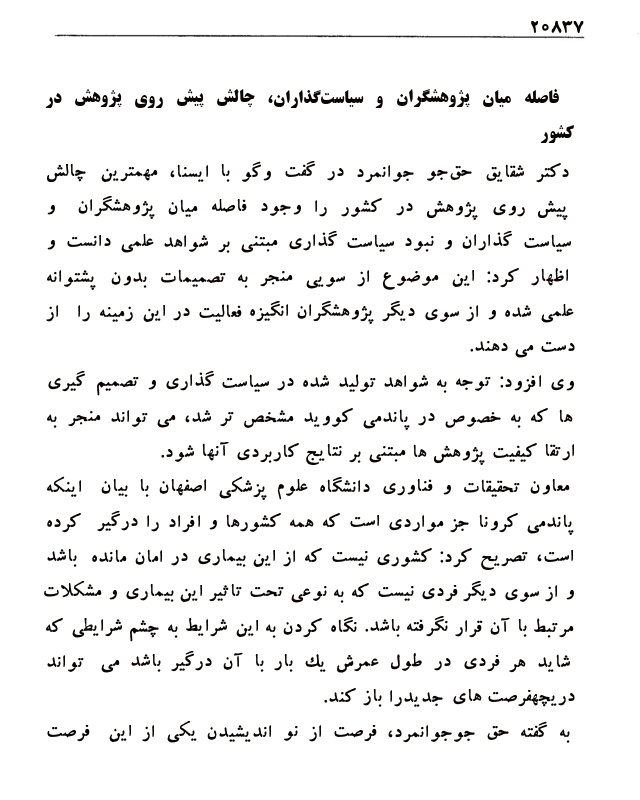 ۲۰۸۳۷
فاصله میان پژوهشگران و سیاست‌گذاران، چالش پیش روی پژوهش در
کشور
دکتر شقایق حق‌جو جوانمرد در گفت وگو با ایسنا، مهمترین چالش
پیش روی پژوهش در کشور را وجود فاصله میان پژوهشگران و
سیاست گذاران و نبود سیاست گذاری مبتنی بر شواهد علمی دانست و
اظهار کرد: این موضوع از سویی منجر به تصمیمات بدون پشتوانه
علمی شده و از سوی دیگر پژوهشگران انگیزه فعالیت در این زمینه را از
دست می دهند.
وی افزود: توجه به شواهد تولید شده در سیاست گذاری و تصمیم گیری
ها که به خصوص در پاندمی کووید مشخص تر شد، می تواند منجر به
ارتقا کیفیت پژوهش ها مبتنی بر نتایج کاربردی آنها شود.
معاون تحقیقات و فناوری دانشگاه علوم پزشکی اصفهان با بیان اینکه
پاندمی کرونا جز مواردی است که همه کشورها و افراد را درگیر کرده
است، تصریح کرد: کشوری نیست که از این بیماری در امان مانده باشد
و از سوی دیگر فردی نیست که به نوعی تحت تاثیر این بیماری و مشکلات
مرتبط با آن قرار نگرفته باشد. نگاه کردن به این شرایط به چشم شرایطی که
شاید هر فردی در طول عمرش یك بار با آن درگیر باشد می تواند
دریچهفرصت های جدیدرا باز کند.
به گفته حق جوجوانمرد، فرصت از نو اندیشیدن یکی از این فرصت